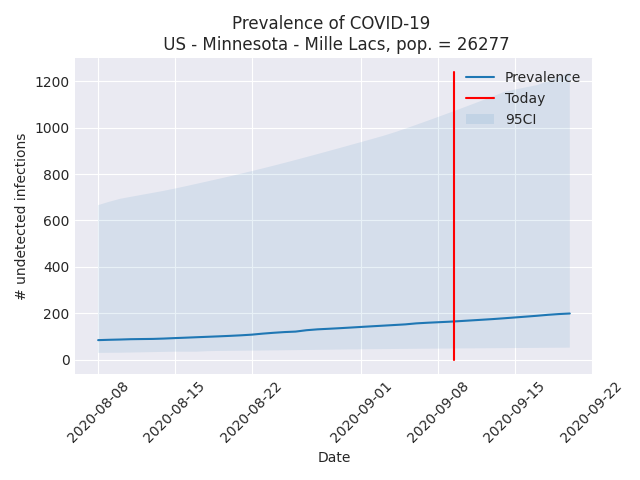 Prevalence of COVID-19
US - Minnesota - Mille Lacs, pop. = 26277
Prevalence
Today
95CI
# undetected infections
1200
1000
800
600
400
200
0
2020-08-08
2020-08-15
2020-08-22
2020-09-01
2020-09-08
2020-09-15
2020-09-22
Date